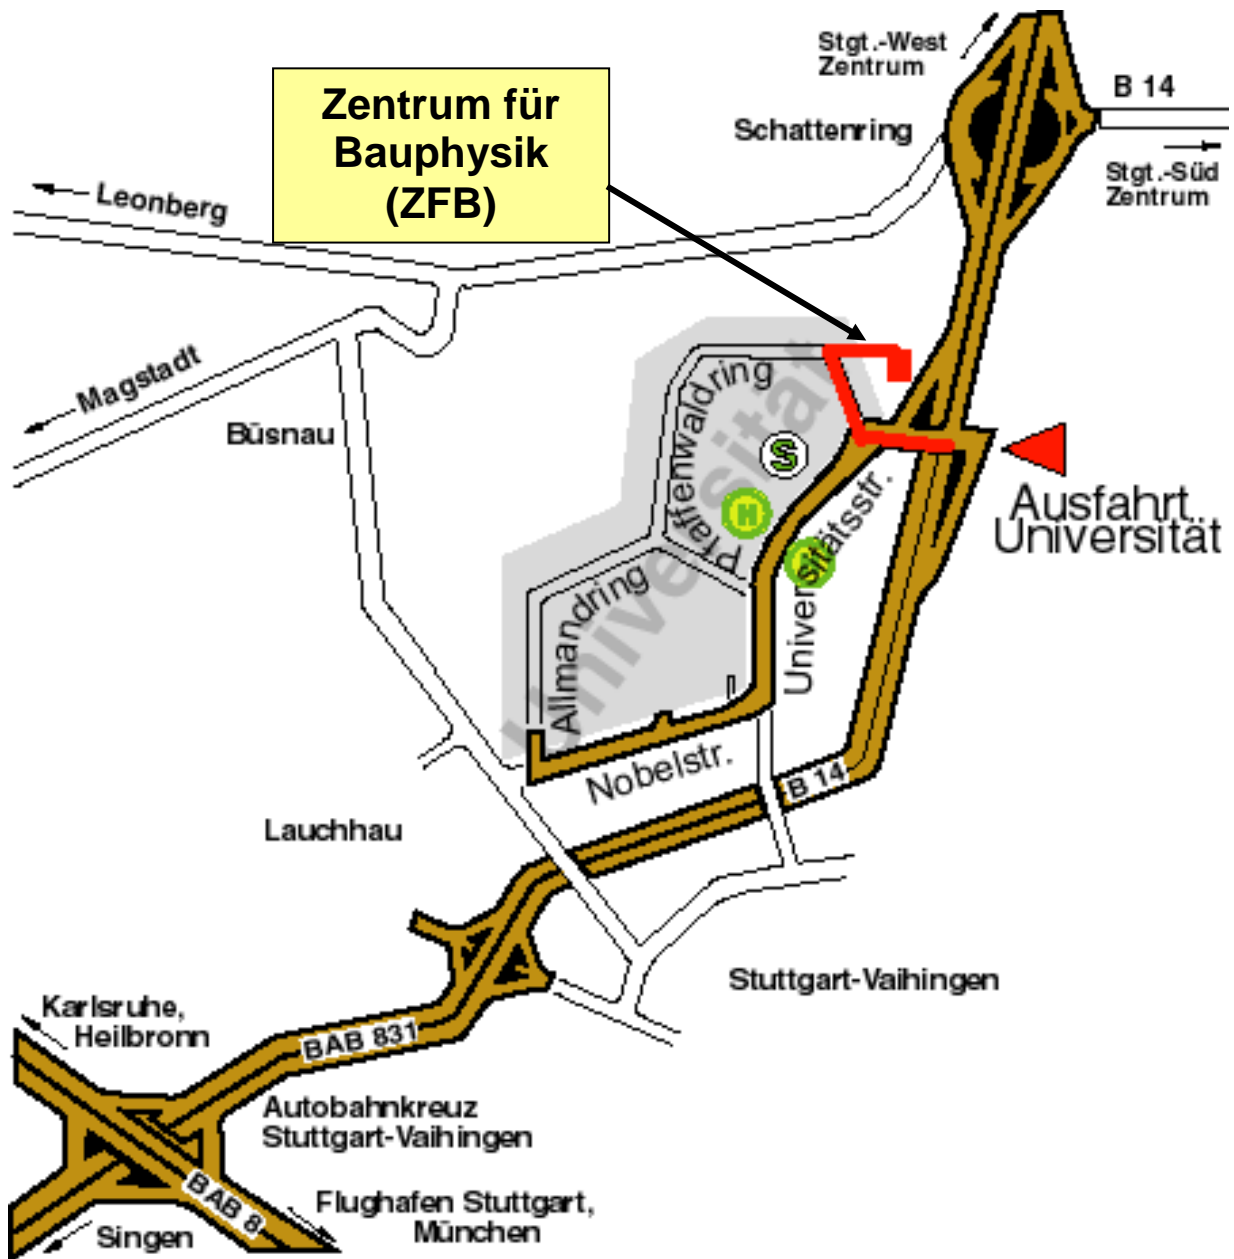 Stgt.-West
Zentrum
B 14
Zentrum für
Bauphysik
(ZFB)
Schattenring
Stgt.-Süd
Zentrum
Leonberg
Magstadt
Büsnau
Pfaffenwaldring
Universität
S
H
Ausfahrt
Universität
Universitätsstr.
Allmandring
Nobelstr.
B 14
Lauchhau
Stuttgart-Vaihingen
Karlsruhe,
Heilbronn
BAB 831
Autobahnkreuz
Stuttgart-Vaihingen
BAB 8
Flughafen Stuttgart,
München
Singen